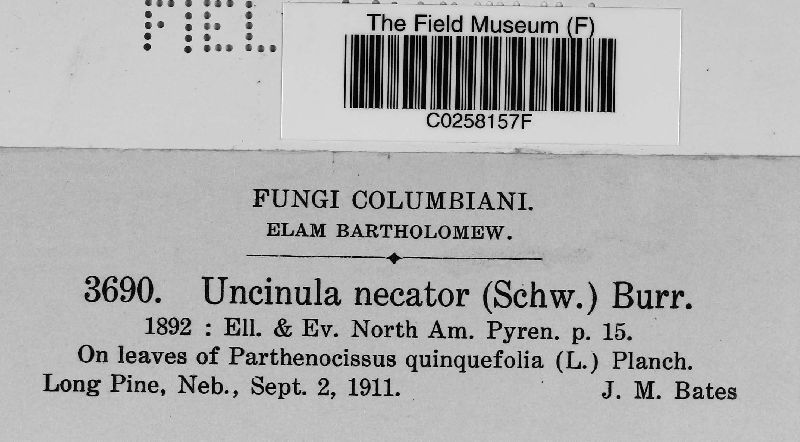 The Field Museum (F)
C0258157F
FUNGI COLUMBIANI.
ELAM BARTHOLOMEW.
3690. Uncinula necator (Schw.) Burr.
1892 : Ell. & Ev. North Am. Pyren. p. 15.
On leaves of Parthenocissus quinquefolia (L.) Planch.
Long Pine, Neb., Sept. 2, 1911. J. M. Bates